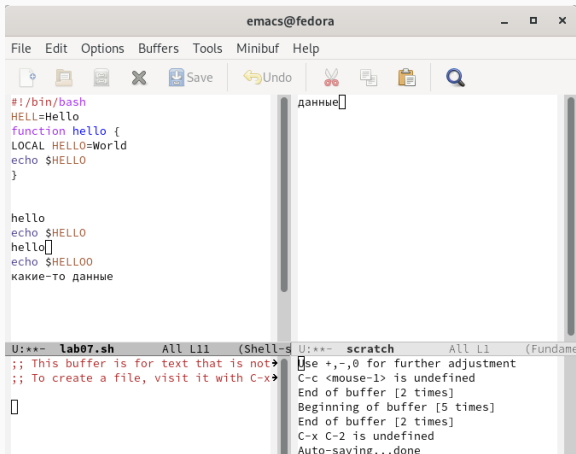 emacs@fedora
File Edit Options Buffers Tools Minibuf Help
Save Undo
#!/bin/bash
HELL=Hello
function hello {
LOCAL HELLO=World
echo $HELLO
}
hello
echo $HELLO
hello
echo $HELLOO
какие-то данные
U:**- lab07.sh All L11 (Shell-s
данные
U:**- scratch All L1 (Fundame
;; This buffer is for text that is not
;; To create a file, visit it with C-x
Use +,-,0 for further adjustment
C-c <mouse-1> is undefined
End of buffer [2 times]
Beginning of buffer [5 times]
End of buffer [2 times]
C-x C-2 is undefined
Auto-saving...done